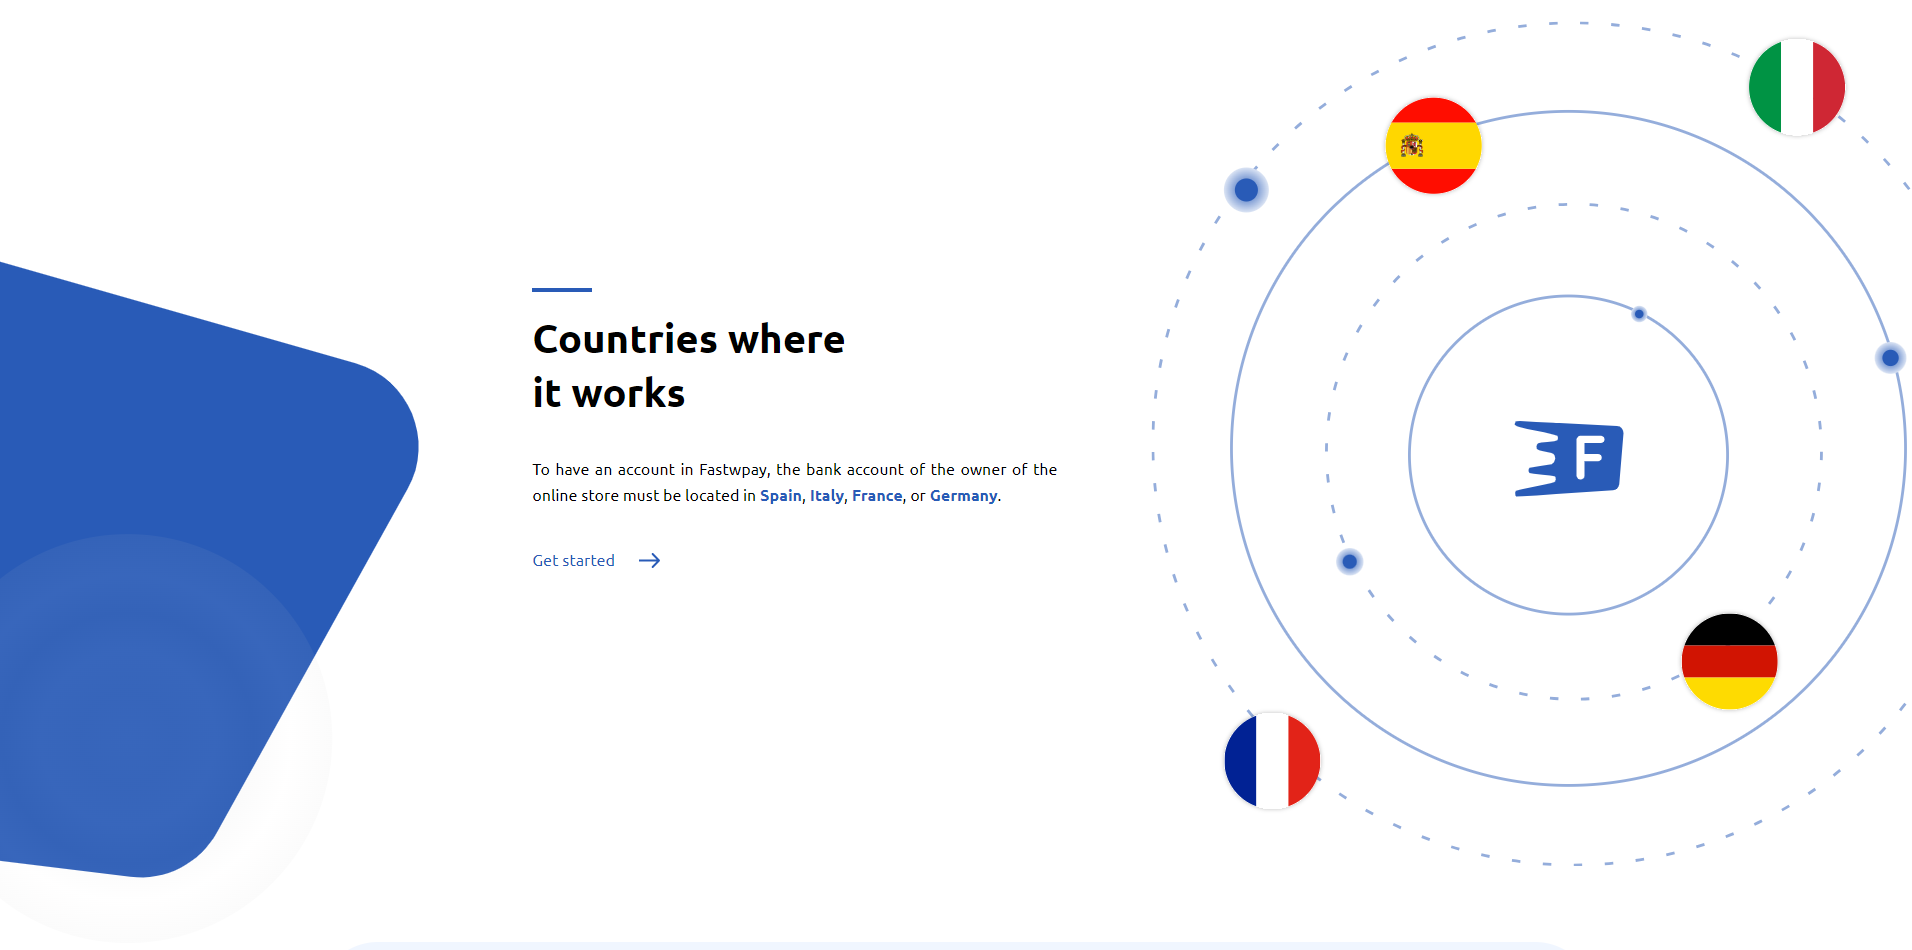 Countries where
it works
To have an account in Fastwpay, the bank account of the owner of the
online store must be located in Spain, Italy, France, or Germany.
Get started
F